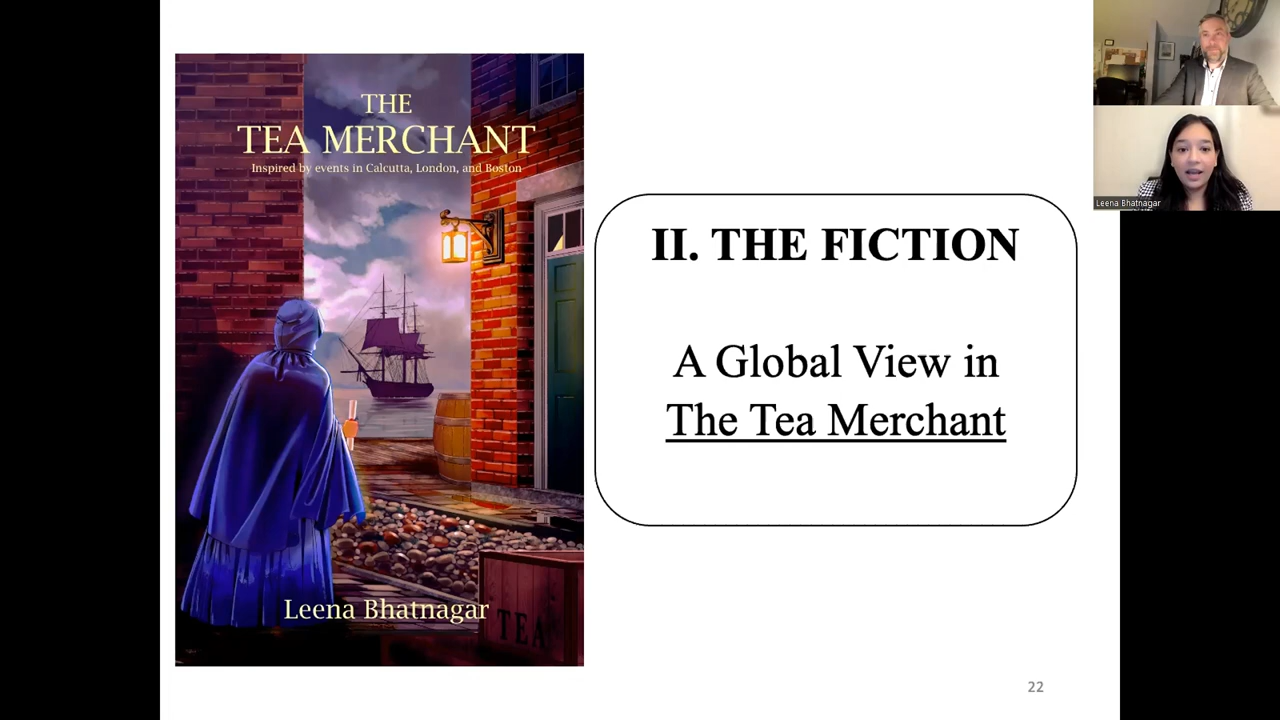 THE
TEA MERCHANT
Inspired by events in Calcutta, London, and Boston
Leena Bhatnagar
TEA
II. THE FICTION
A Global View in
The Tea Merchant
22
Leena Bhatnagar